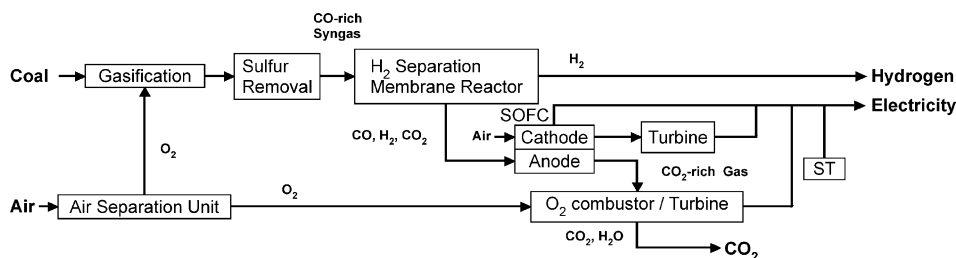 CO-rich
Syngas
Coal
Gasification
Sulfur
Removal
H2 Separation
Membrane Reactor
H2
Hydrogen
Electricity
SOFC
CO, H2, CO2
Air
Cathode
Turbine
Anode
O2
CO2-rich Gas
ST
Air
Air Separation Unit
O2
O2 combustor / Turbine
CO2, H2O
CO2